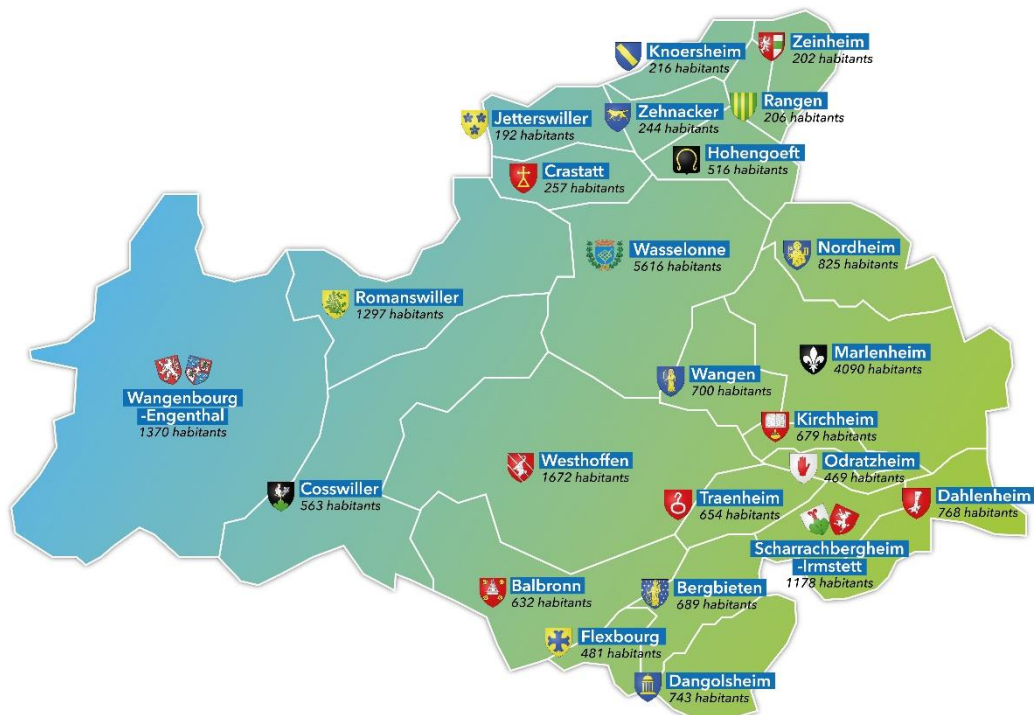 Knoersheim
216 habitants
Zeinheim
202 habitants
Jetterswiller
192 habitants
Zehnacker
244 habitants
Rangen
206 habitants
Crastatt
257 habitants
Hohengoeft
516 habitants
Wasselonne
5616 habitants
Nordheim
825 habitants
Romanswiller
1297 habitants
Wangenbourg
-Engenthal
1370 habitants
Wangen
700 habitants
Marlenheim
4090 habitants
Kirchheim
679 habitants
Cosswiller
563 habitants
Westhoffen
1672 habitants
Odratzheim
469 habitants
Traenheim
654 habitants
Dahlenheim
768 habitants
Scharrachbergheim
-Irmstett
1178 habitants
Balbronn
632 habitants
Bergbieten
689 habitants
Flexbourg
481 habitants
Dangolsheim
743 habitants